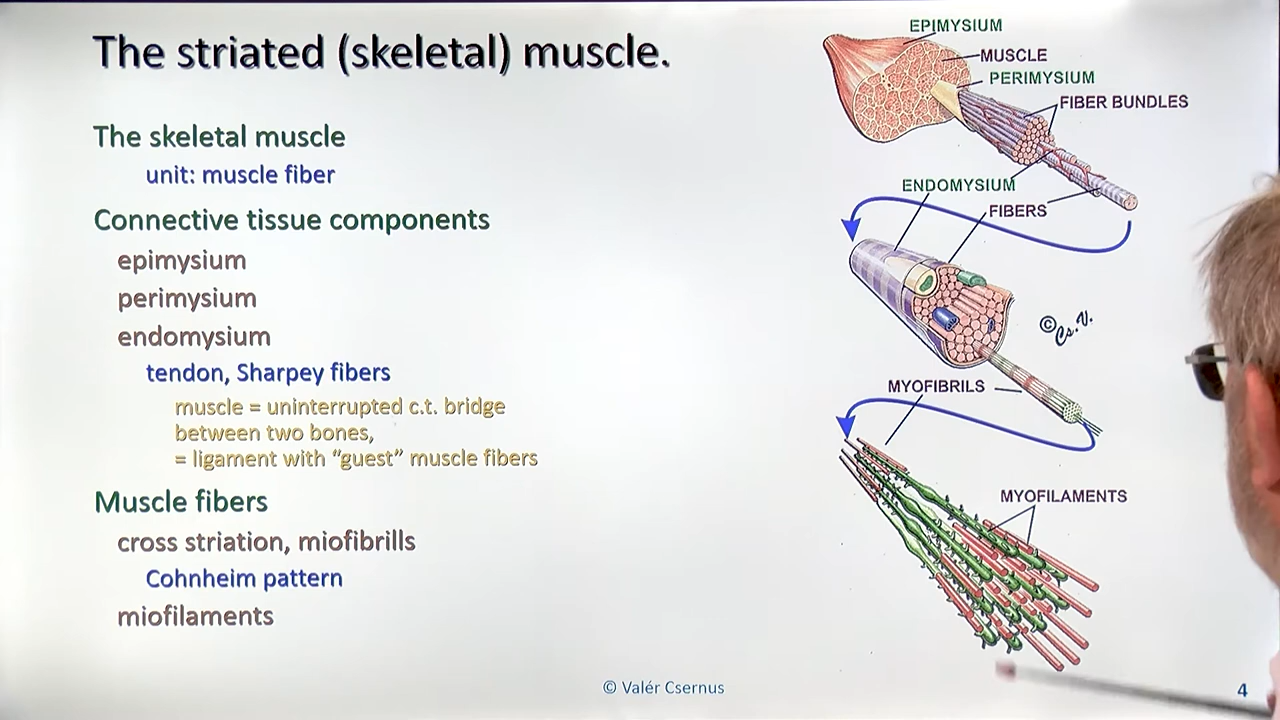 The striated (skeletal) muscle.
The skeletal muscle
unit: muscle fiber
Connective tissue components
epimysium
perimysium
endomysium
tendon, Sharpey fibers
muscle = uninterrupted c.t. bridge
between two bones,
= ligament with “guest” muscle fibers
Muscle fibers
cross striation, miofibrills
Cohnheim pattern
miofilaments
EPIMYSIUM
MUSCLE
PERIMYSIUM
FIBER BUNDLES
ENDOMYSIUM
FIBERS
© Cs.V.
MYOFIBRILS
MYOFILAMENTS
© Valér Csernus
4